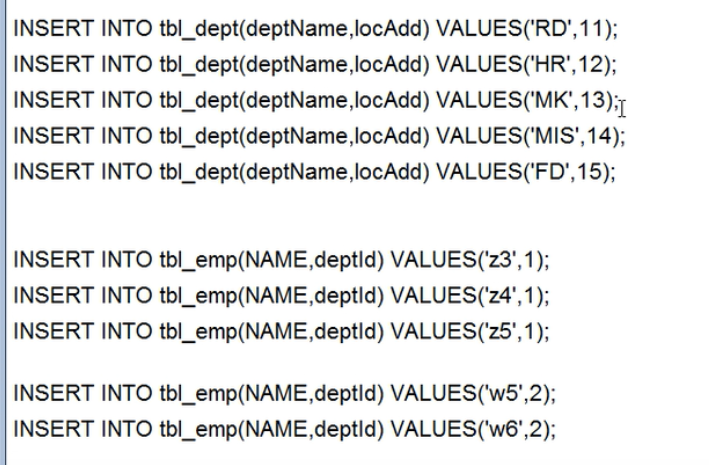 INSERT INTO tbl_dept(deptName,locAdd) VALUES('RD',11);
INSERT INTO tbl_dept(deptName,locAdd) VALUES('HR',12);
INSERT INTO tbl_dept(deptName,locAdd) VALUES('MK',13);
INSERT INTO tbl_dept(deptName,locAdd) VALUES('MIS',14);
INSERT INTO tbl_dept(deptName,locAdd) VALUES('FD',15);
INSERT INTO tbl_emp(NAME,deptId) VALUES('z3',1);
INSERT INTO tbl_emp(NAME,deptId) VALUES('z4',1);
INSERT INTO tbl_emp(NAME,deptId) VALUES('z5',1);
INSERT INTO tbl_emp(NAME,deptId) VALUES('w5',2);
INSERT INTO tbl_emp(NAME,deptId) VALUES('w6',2);